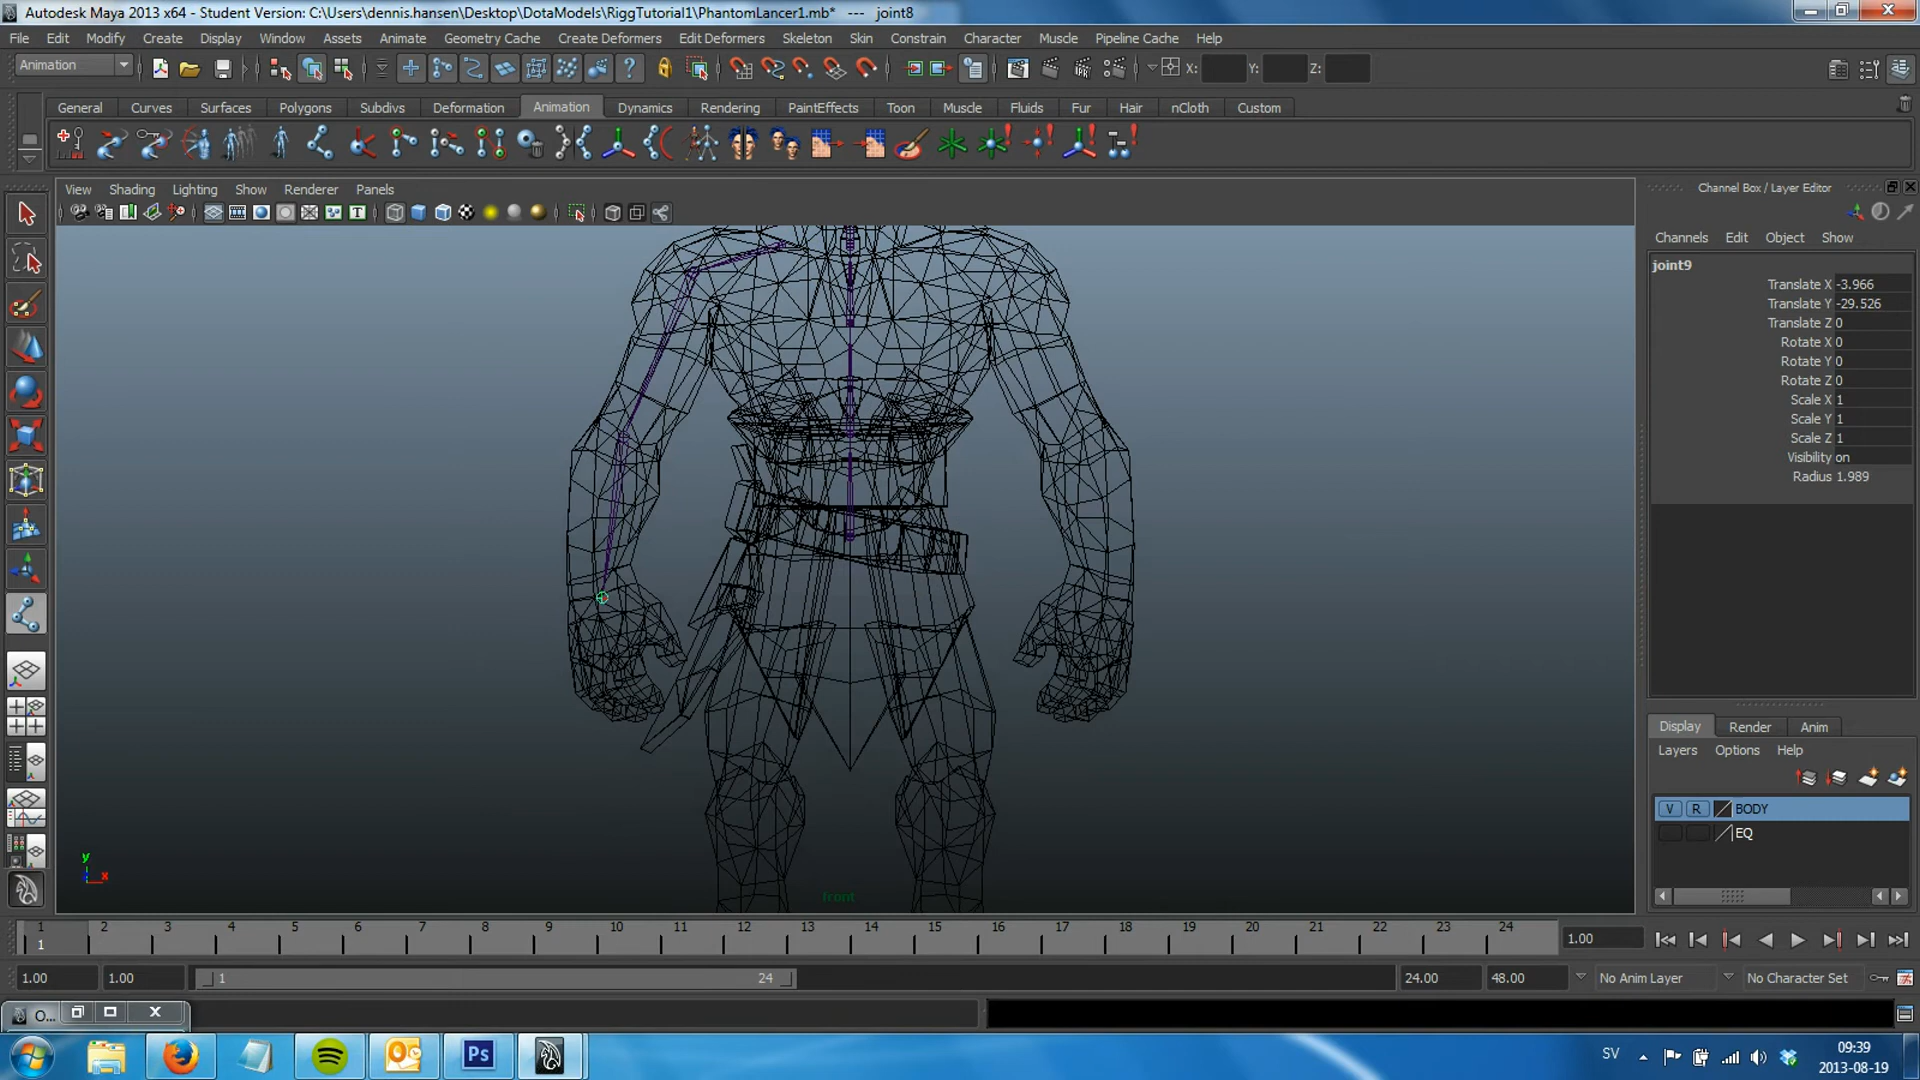 Autodesk Maya 2013 x64 - Student Version: C:\Users\dennis.hansen\Desktop\DotaModels\RiggTutorial1\PhantomLancer1.mb*   ---   joint8
File Edit Modify Create Display Window Assets Animate Geometry Cache Create Deformers Edit Deformers Skeleton Skin Constrain Character Muscle Pipeline Cache Help
Animation X: Y: Z:
General Curves Surfaces Polygons Subdivs Deformation Animation Dynamics Rendering PaintEffects Toon Muscle Fluids Fur Hair nCloth Custom
View Shading Lighting Show Renderer Panels
Channel Box / Layer Editor
Channels Edit Object Show
joint9
Translate X -3.966
Translate Y -29.526
Translate Z 0
Rotate X 0
Rotate Y 0
Rotate Z 0
Scale X 1
Scale Y 1
Scale Z 1
Visibility on
Radius 1.989
y
x
front
Display Render Anim
Layers Options Help
V R BODY
EQ
1 2 3 4 5 6 7 8 9 10 11 12 13 14 15 16 17 18 19 20 21 22 23 24
1
1.00
1.00 1.00 1 24 24.00 48.00 No Anim Layer No Character Set
O...
Ps
SV
09:39
2013-08-19